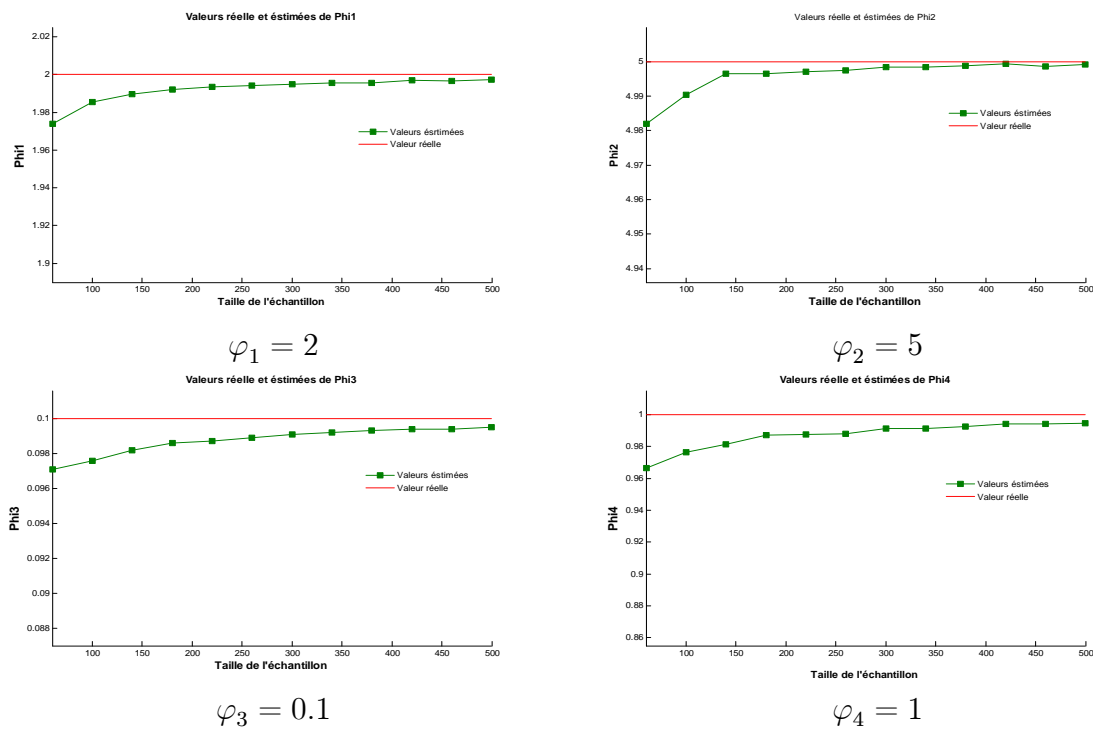 Valeurs réelle et éstimées de Phi1
2.02
2
1.98
1.96
1.94
1.92
1.9
Phi1
Valeurs ésrtimées
Valeur réelle
100 150 200 250 300 350 400 450 500
Taille de l'échantillon
φ₁ = 2
Valeurs réelle et éstimées de Phi2
5
4.99
4.98
4.97
4.96
4.95
4.94
Phi2
Valeurs éstimées
Valeur réelle
100 150 200 250 300 350 400 450 500
Taille de l'échantillon
φ₂ = 5
Valeurs réelle et éstimées de Phi3
0.1
0.098
0.096
0.094
0.092
0.09
0.088
Phi3
Valeurs éstimées
Valeur réelle
100 150 200 250 300 350 400 450 500
Taille de l'échantillon
φ₃ = 0.1
Valeurs réelle et éstimées de Phi4
1
0.98
0.96
0.94
0.92
0.9
0.88
0.86
Phi4
Valeurs éstimées
Valeur réelle
100 150 200 250 300 350 400 450 500
Taille de l'échantillon
φ₄ = 1